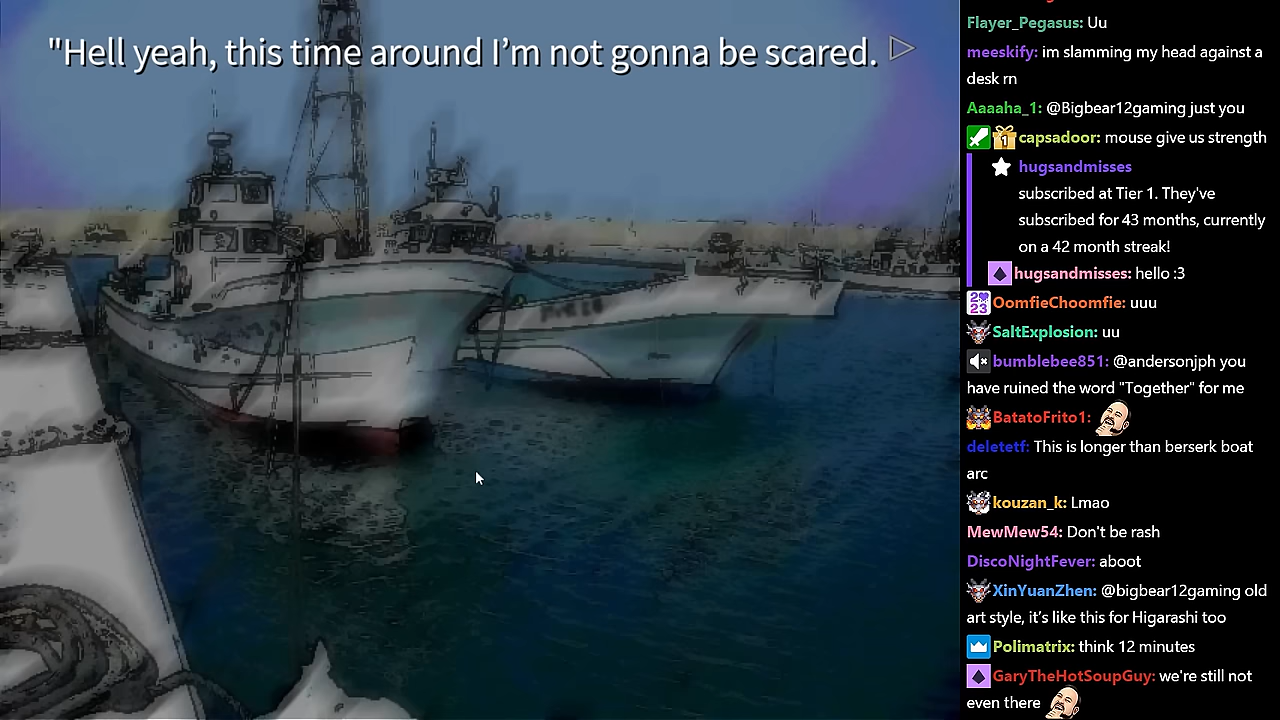 "Hell yeah, this time around I’m not gonna be scared.
Flayer_Pegasus: Uu
meeskify: im slamming my head against a
desk rn
Aaaaha_1: @Bigbear12gaming just you
capsadoor: mouse give us strength
hugsandmisses
subscribed at Tier 1. They've
subscribed for 43 months, currently
on a 42 month streak!
hugsandmisses: hello :3
OomfieChoomfie: uuu
SaltExplosion: uu
bumblebee851: @andersonjph you
have ruined the word "Together" for me
BatatoFrito1:
deletetf: This is longer than berserk boat
arc
kouzan_k: Lmao
MewMew54: Don't be rash
DiscoNightFever: aboot
XinYuanZhen: @bigbear12gaming old
art style, it’s like this for Higarashi too
Polimatrix: think 12 minutes
GaryTheHotSoupGuy: we're still not
even there